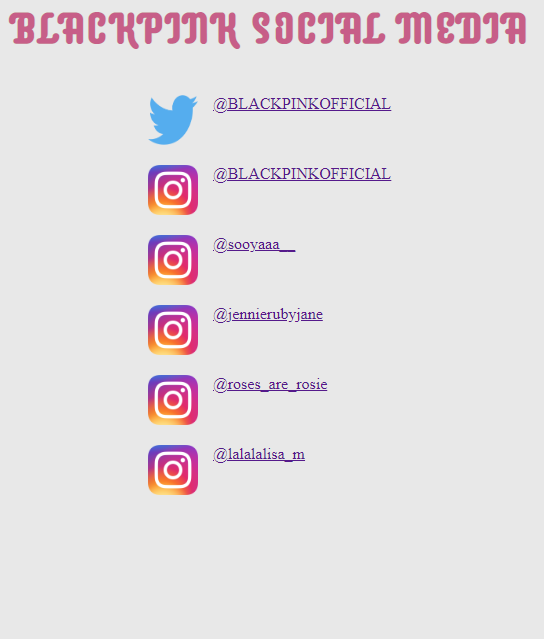 BLACKPINK SOCIAL MEDIA
@BLACKPINKOFFICIAL
@BLACKPINKOFFICIAL
@sooyaaa__
@jennierubyjane
@roses_are_rosie
@lalalalisa_m